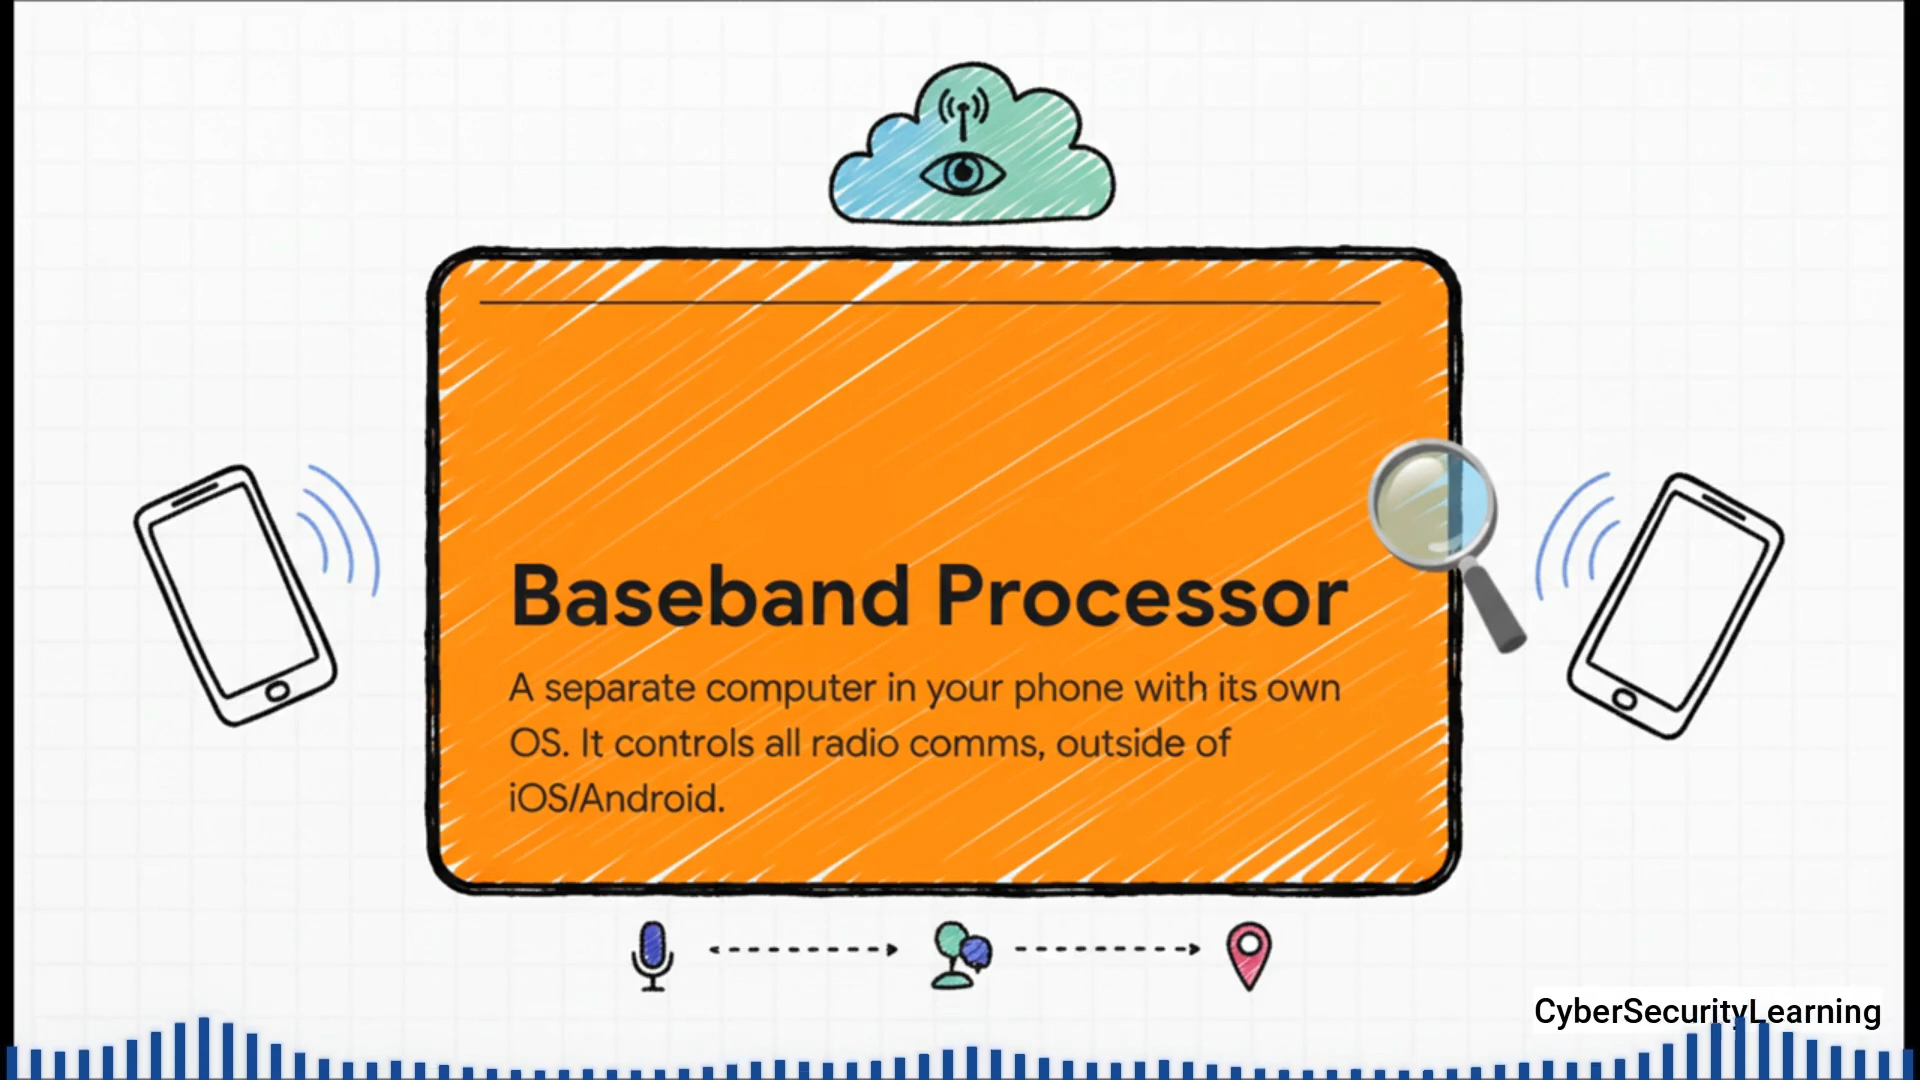 Baseband Processor
A separate computer in your phone with its own
OS. It controls all radio comms, outside of
iOS/Android.
CyberSecurityLearning